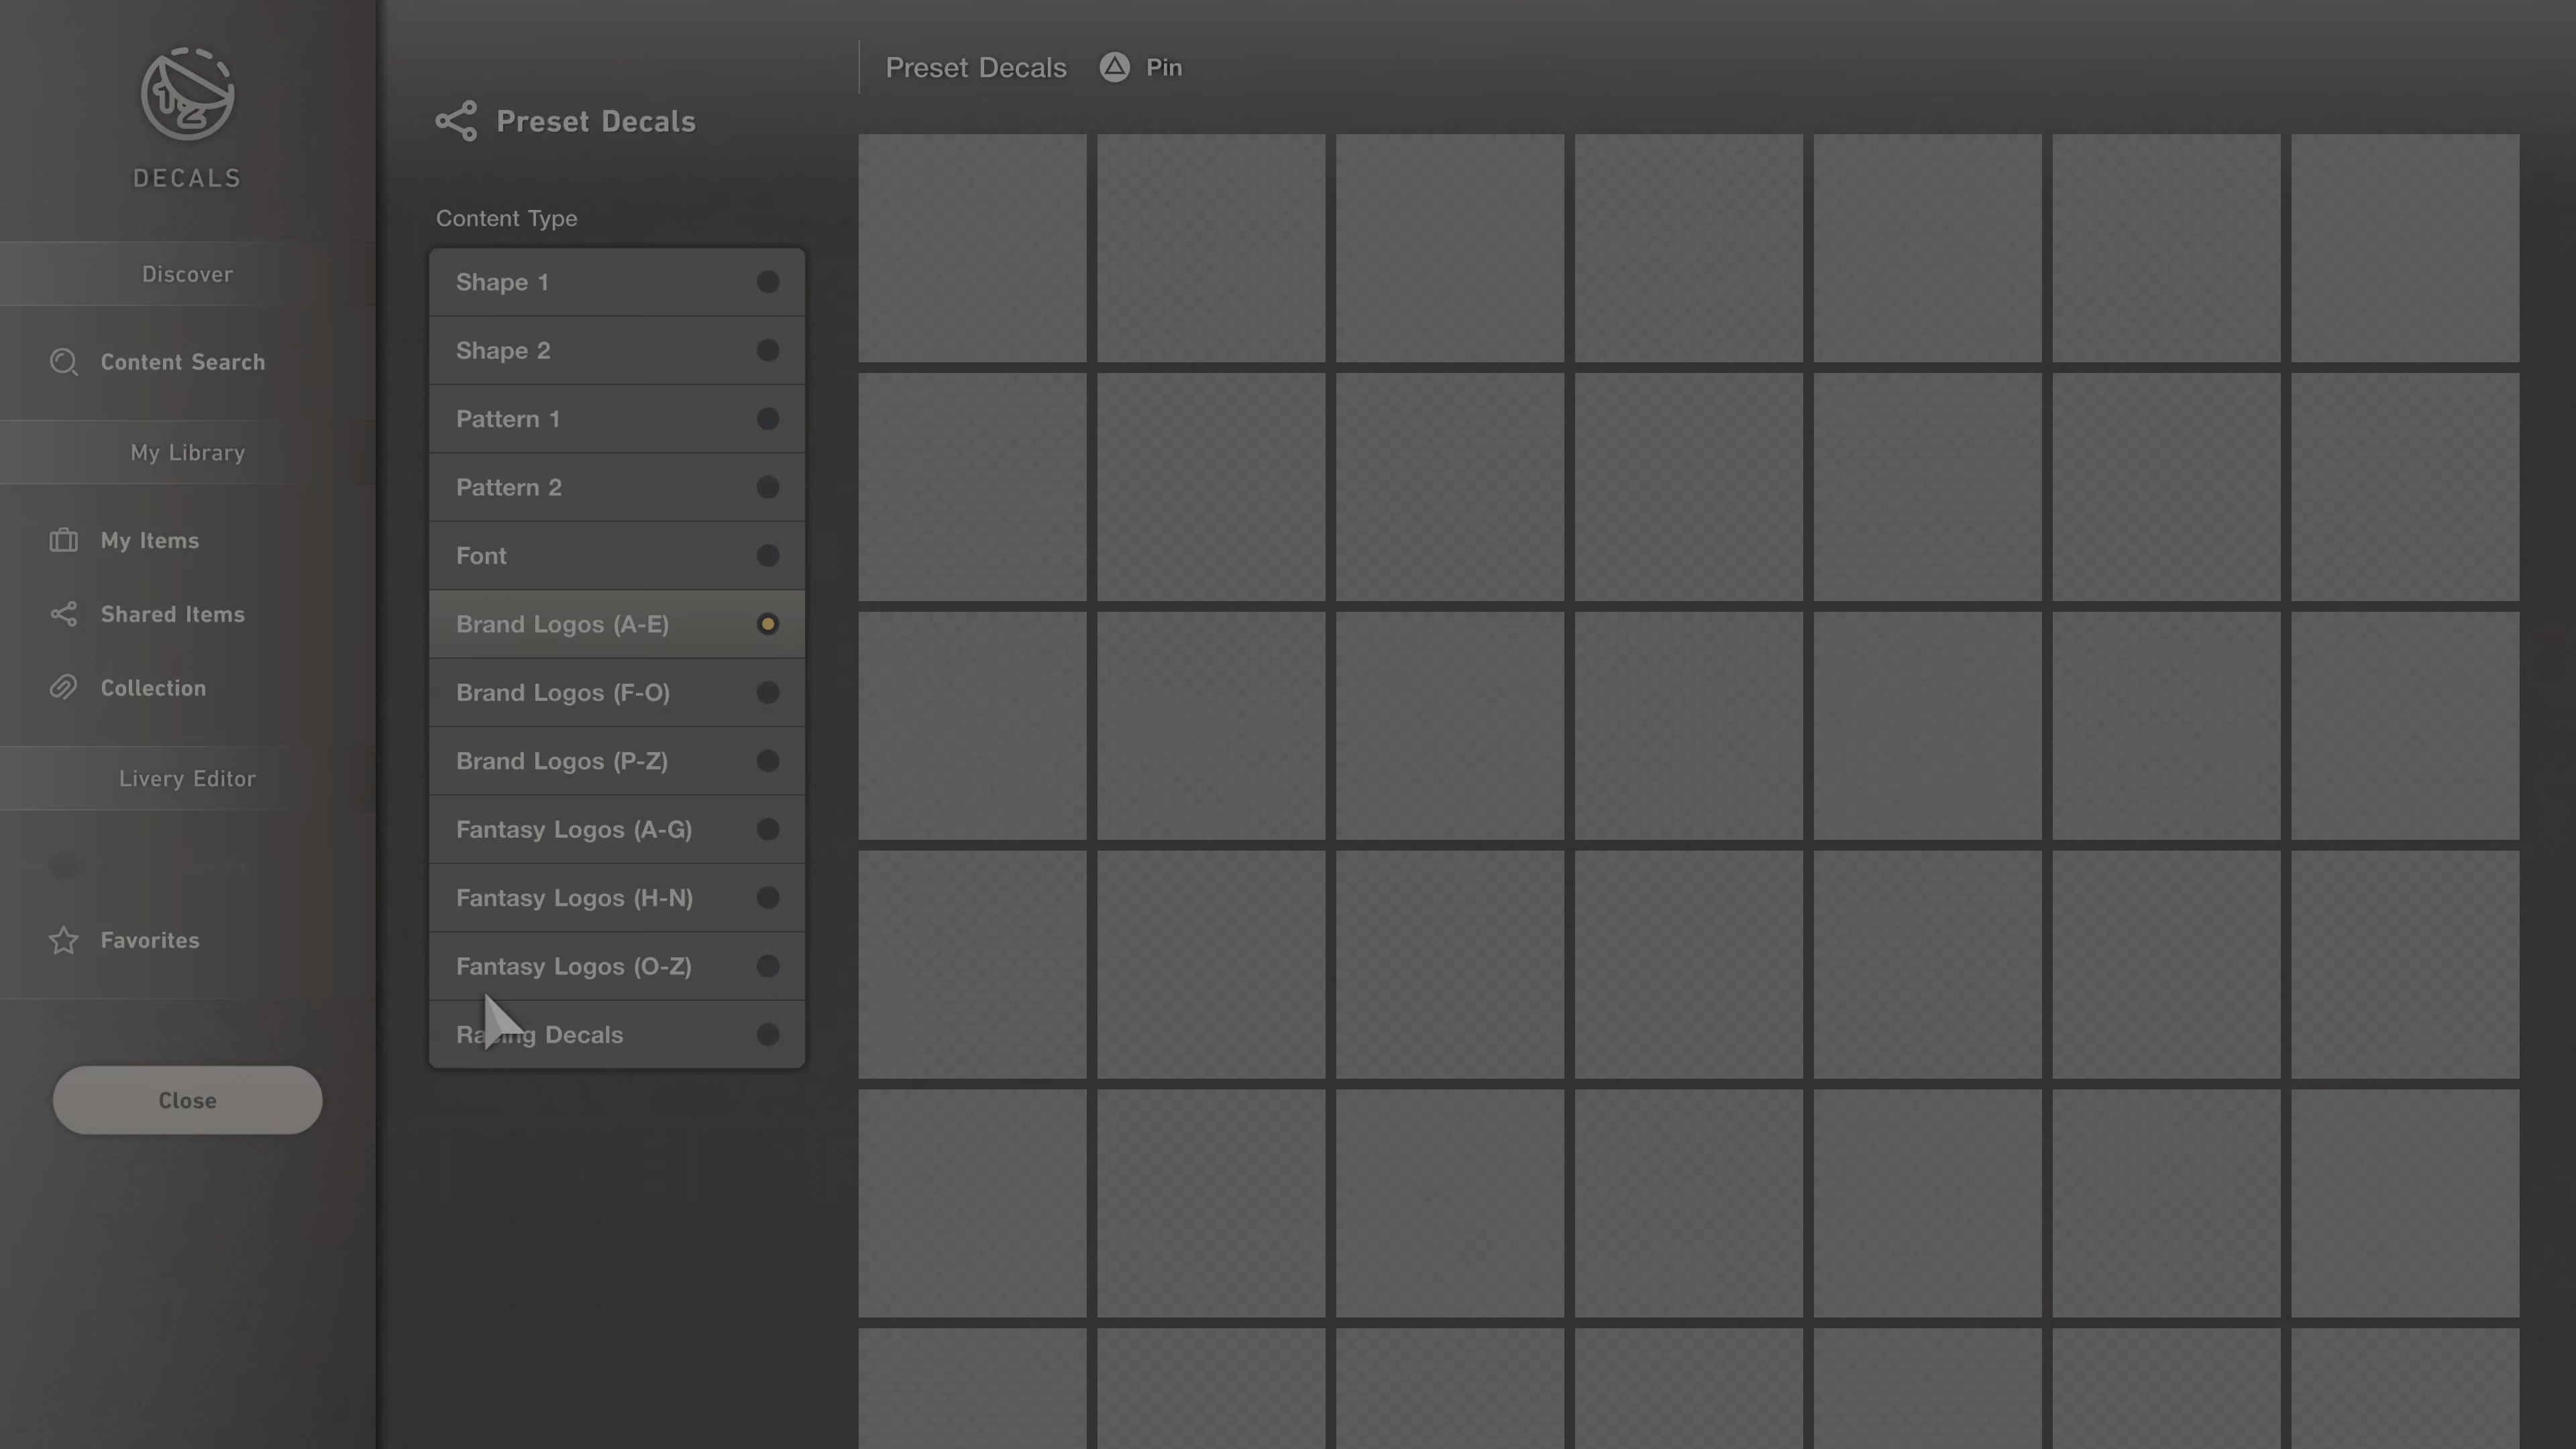 DECALS
Discover
Content Search
My Library
My Items
Shared Items
Collection
Livery Editor
Favorites
Close
Preset Decals
Content Type
Shape 1
Shape 2
Pattern 1
Pattern 2
Font
Brand Logos (A-E)
Brand Logos (F-O)
Brand Logos (P-Z)
Fantasy Logos (A-G)
Fantasy Logos (H-N)
Fantasy Logos (O-Z)
Racing Decals
Preset Decals
Pin